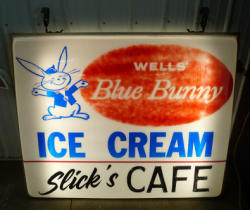 WELLS'
Blue Bunny
ICE CREAM
Slick's CAFE